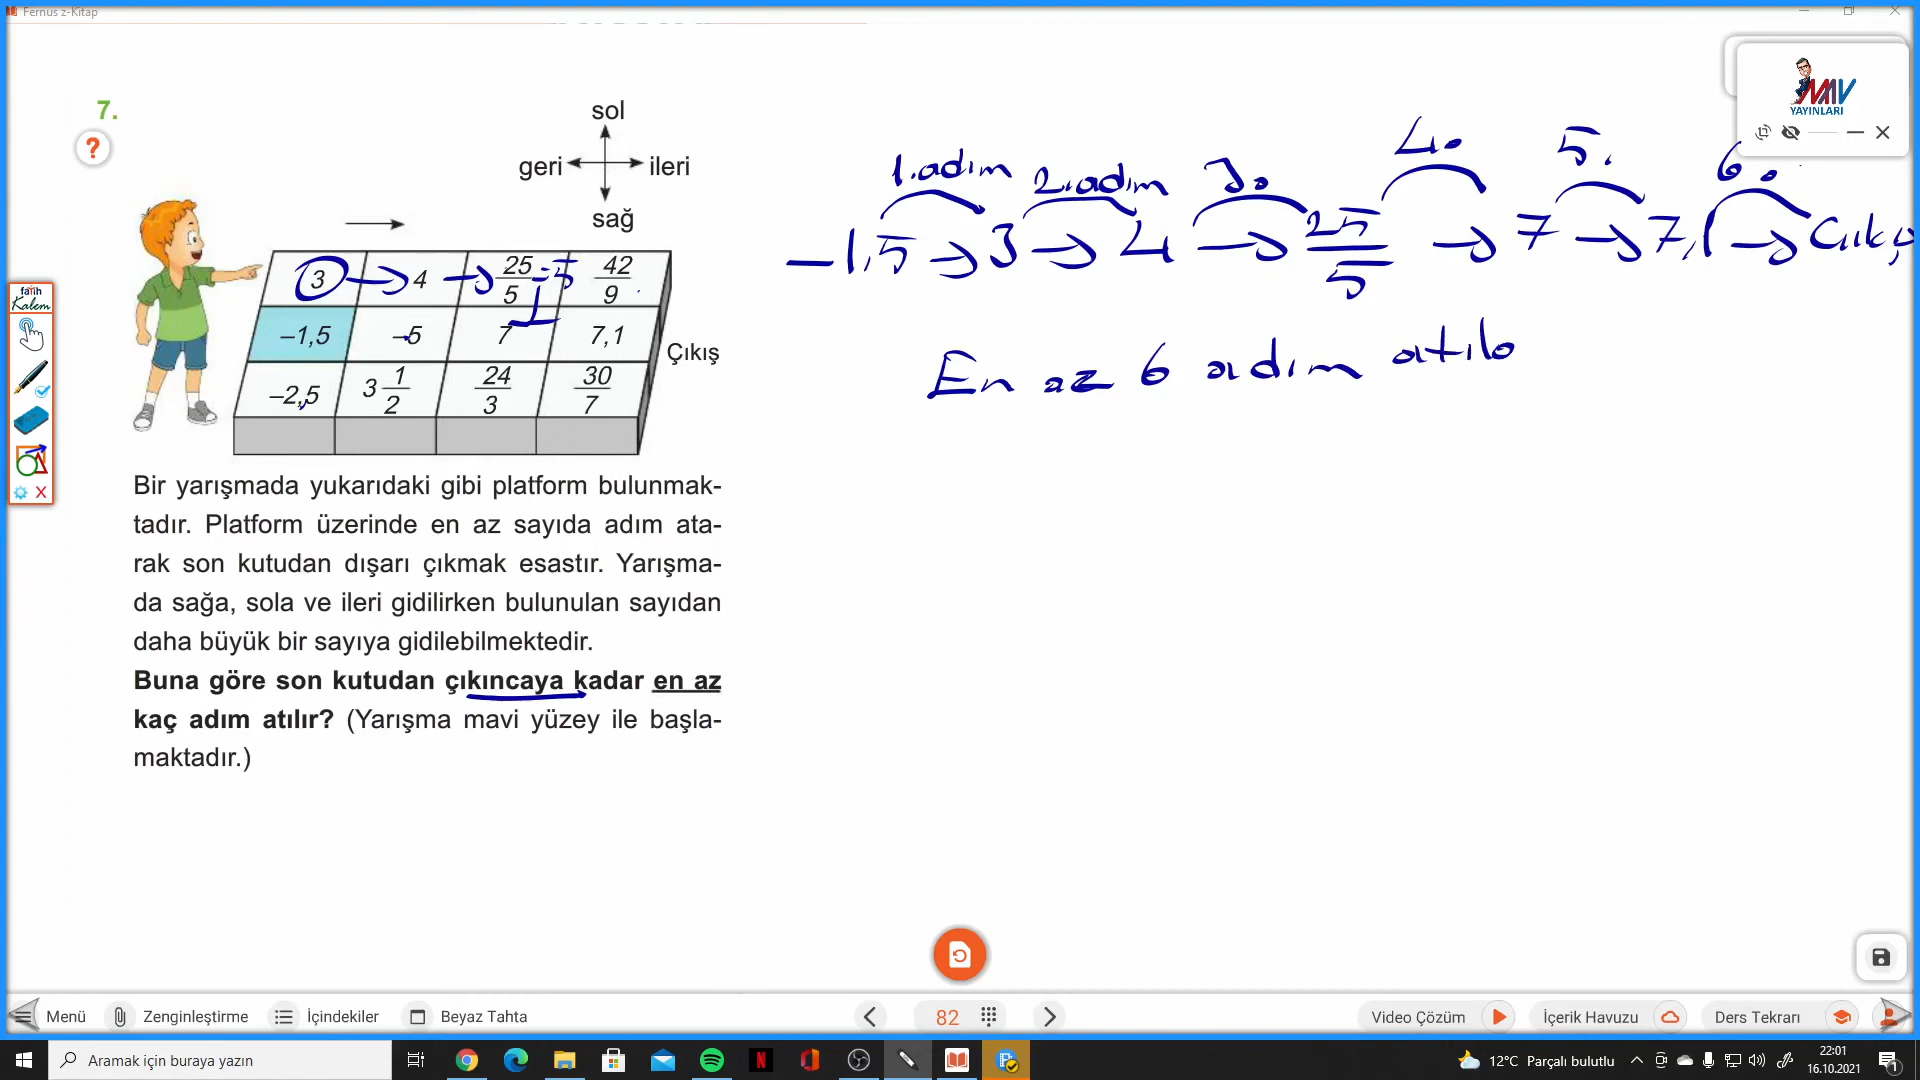 Fernus z-Kitap
7.
?
sol
geri ileri
sağ
3 → 4 → 25/5 = 5 42/9
–1,5 –5 7 7,1
Çıkış
–2,5 3 1/2 24/3 30/7
Bir yarışmada yukarıdaki gibi platform bulunmak-
tadır. Platform üzerinde en az sayıda adım ata-
rak son kutudan dışarı çıkmak esastır. Yarışma-
da sağa, sola ve ileri gidilirken bulunulan sayıdan
daha büyük bir sayıya gidilebilmektedir.
Buna göre son kutudan çıkıncaya kadar en az
kaç adım atılır? (Yarışma mavi yüzey ile başla-
maktadır.)
1.adım 2.adım 3. 4. 5. 6.
–1,5 → 3 → 4 → 25/5 → 7 → 7,1 → Çıkış
En az 6 adım atılı
MAV
YAYINLARI
fatih
Kalem
Menü Zenginleştirme İçindekiler Beyaz Tahta 82 Video Çözüm İçerik Havuzu Ders Tekrarı
Aramak için buraya yazın
12°C Parçalı bulutlu
22:01
16.10.2021
1